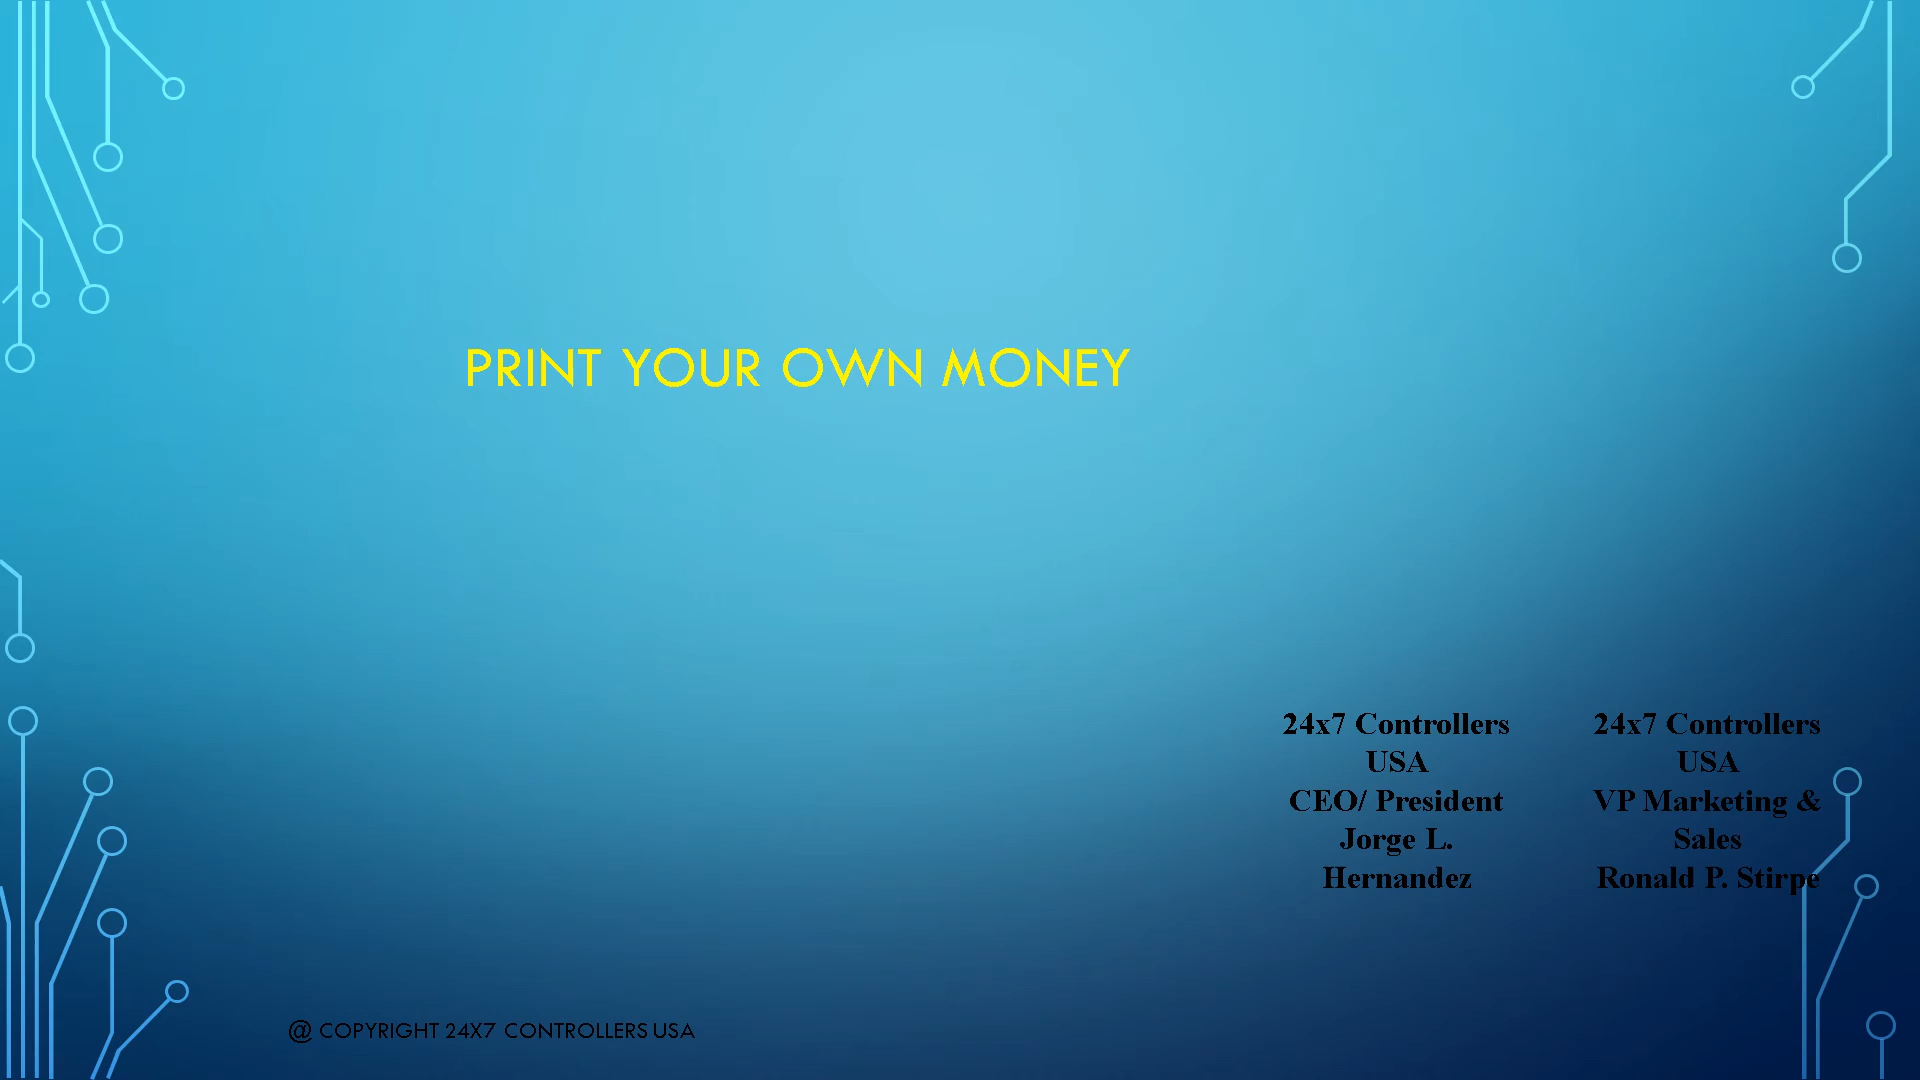 PRINT YOUR OWN MONEY
24x7 Controllers
USA
CEO/ President
Jorge L.
Hernandez
24x7 Controllers
USA
VP Marketing &
Sales
Ronald P. Stirpe
@ COPYRIGHT 24X7 CONTROLLERS USA